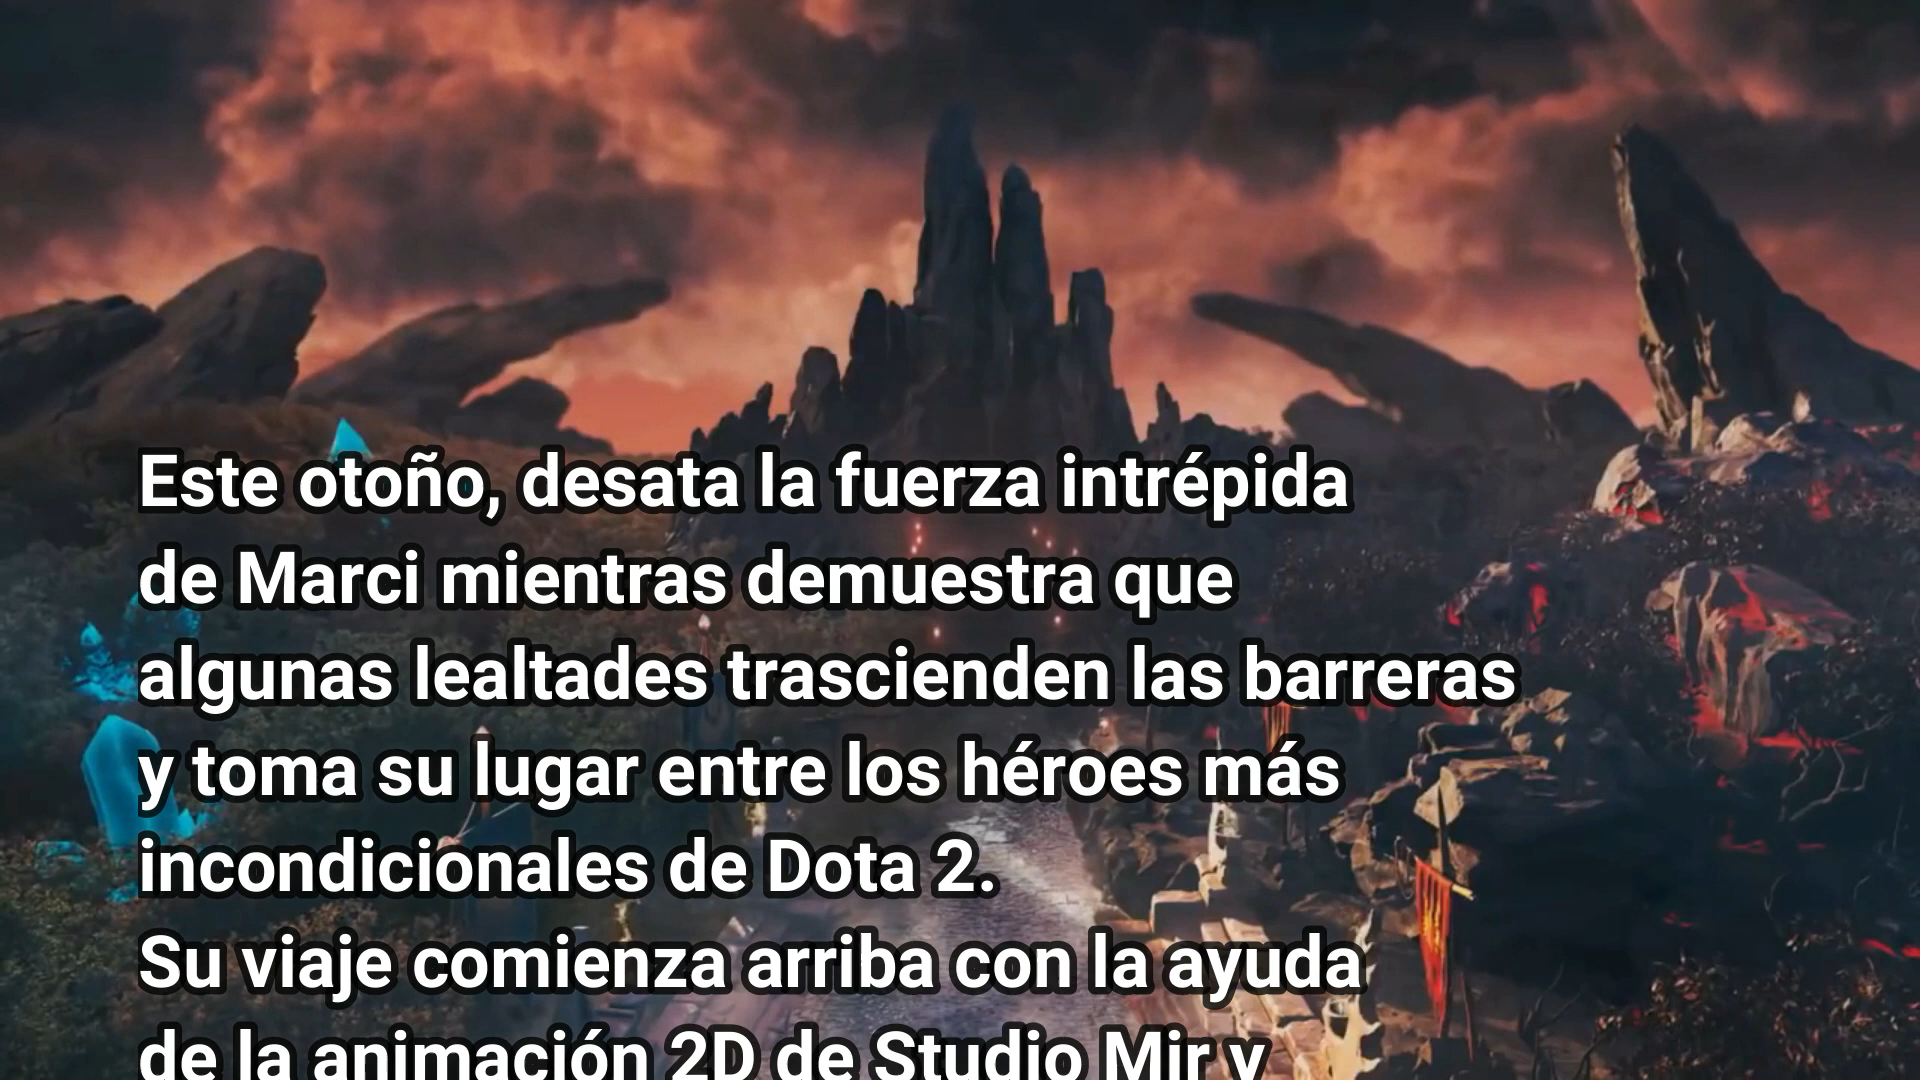 Este otoño, desata la fuerza intrépida
de Marci mientras demuestra que
algunas lealtades trascienden las barreras
y toma su lugar entre los héroes más
incondicionales de Dota 2.
Su viaje comienza arriba con la ayuda
de la animación 2D de Studio Mir y